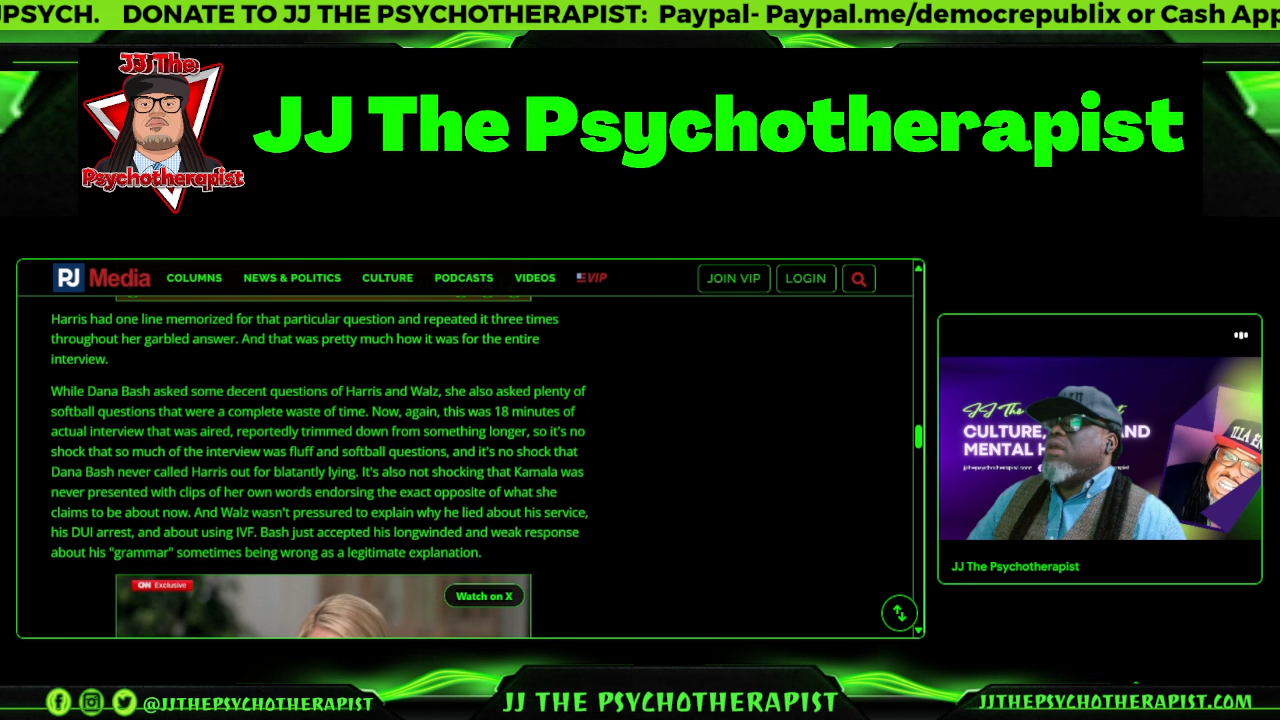 JPSYCH. DONATE TO JJ THE PSYCHOTHERAPIST: Paypal- Paypal.me/democrepublix or Cash App
JJ The
Psychotherapist
JJ The Psychotherapist
PJ Media COLUMNS NEWS & POLITICS CULTURE PODCASTS VIDEOS VIP JOIN VIP LOGIN
Harris had one line memorized for that particular question and repeated it three times
throughout her garbled answer. And that was pretty much how it was for the entire
interview.
While Dana Bash asked some decent questions of Harris and Walz, she also asked plenty of
softball questions that were a complete waste of time. Now, again, this was 18 minutes of
actual interview that was aired, reportedly trimmed down from something longer, so it's no
shock that so much of the interview was fluff and softball questions, and it's no shock that
Dana Bash never called Harris out for blatantly lying. It's also not shocking that Kamala was
never presented with clips of her own words endorsing the exact opposite of what she
claims to be about now. And Walz wasn't pressured to explain why he lied about his service,
his DUI arrest, and about using IVF. Bash just accepted his longwinded and weak response
about his "grammar" sometimes being wrong as a legitimate explanation.
CNN Exclusive
Watch on X
JJ The
CULTURE, ND
MENTAL H
JJ The Psychotherapist
@JJTHEPSYCHOTHERAPIST
JJ THE PSYCHOTHERAPIST
JJTHEPSYCHOTHERAPIST.COM